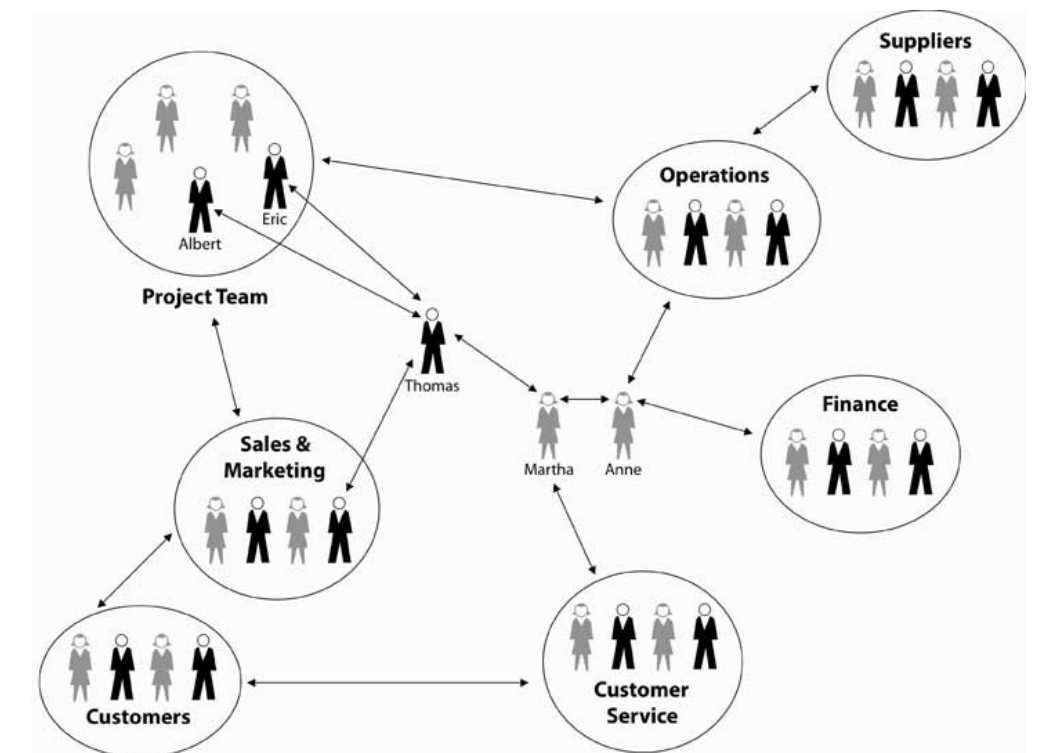 Suppliers
Operations
Eric
Albert
Project Team
Thomas
Finance
Sales &
Marketing
Martha
Anne
Customer
Service
Customers